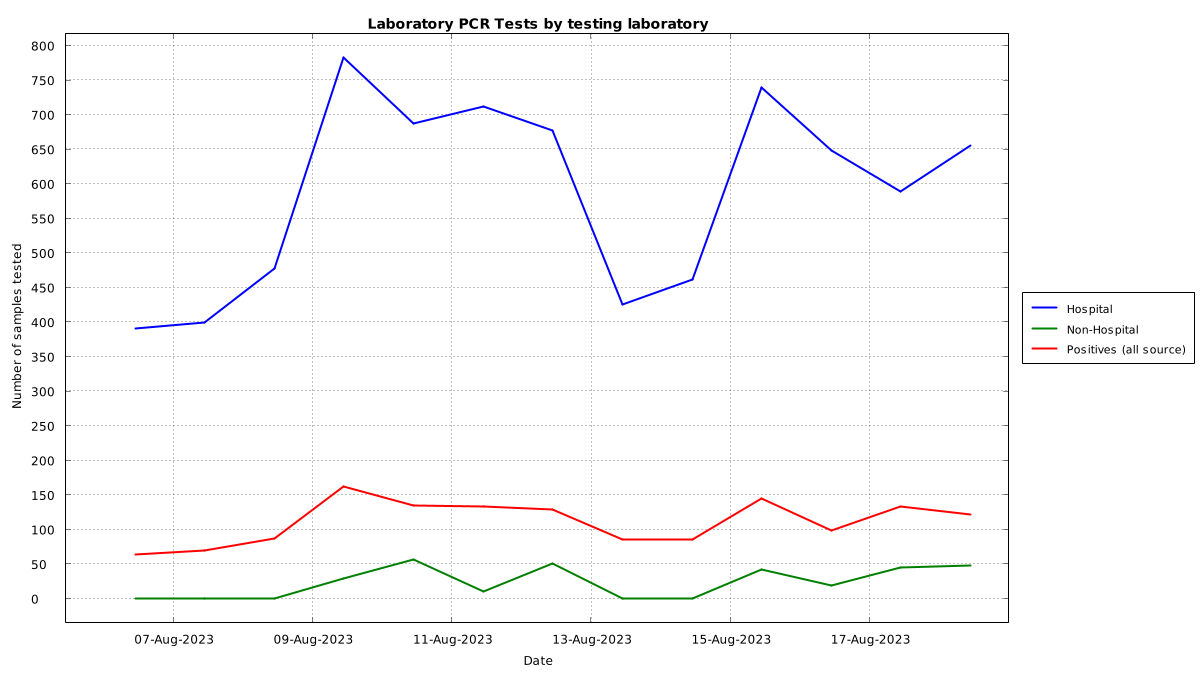 Laboratory PCR Tests by testing laboratory
800
750
700
650
600
550
500
450
400
350
300
250
200
150
100
50
0
Number of samples tested
07-Aug-2023 09-Aug-2023 11-Aug-2023 13-Aug-2023 15-Aug-2023 17-Aug-2023
Date
Hospital
Non-Hospital
Positives (all source)